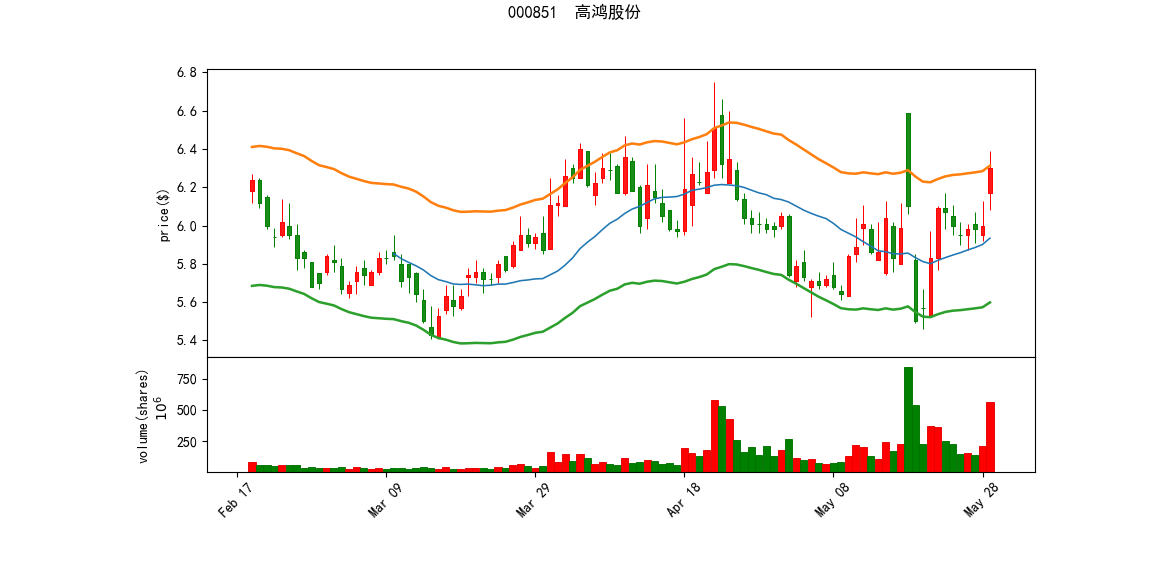 000851  高鸿股份
6.8
6.6
6.4
6.2
6.0
5.8
5.6
5.4
price($)
750
500
250
volume(shares)
10^6
Feb 17
Mar 09
Mar 29
Apr 18
May 08
May 28